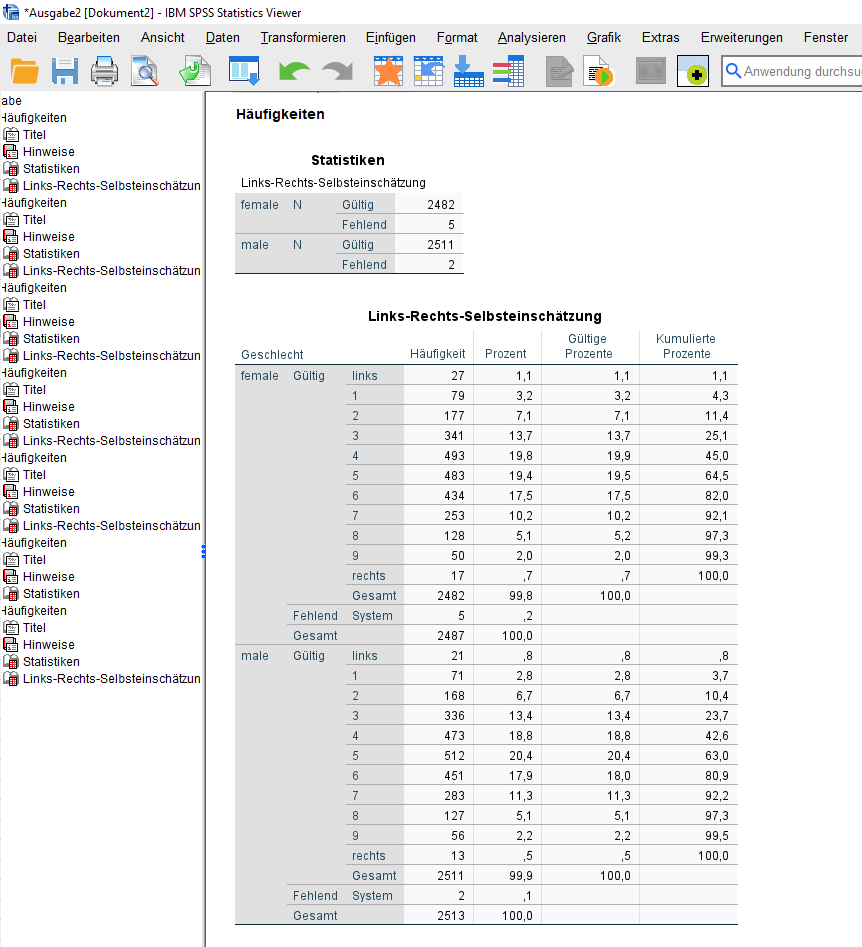 *Ausgabe2 [Dokument2] - IBM SPSS Statistics Viewer
Datei Bearbeiten Ansicht Daten Transformieren Einfügen Format Analysieren Grafik Extras Erweiterungen Fenster
Anwendung durchsu
abe
Häufigkeiten
Titel
Hinweise
Statistiken
Links-Rechts-Selbsteinschätzun
Häufigkeiten
Titel
Hinweise
Statistiken
Links-Rechts-Selbsteinschätzun
Häufigkeiten
Titel
Hinweise
Statistiken
Links-Rechts-Selbsteinschätzun
Häufigkeiten
Titel
Hinweise
Statistiken
Links-Rechts-Selbsteinschätzun
Häufigkeiten
Titel
Hinweise
Statistiken
Links-Rechts-Selbsteinschätzun
Häufigkeiten
Titel
Hinweise
Statistiken
Häufigkeiten
Titel
Hinweise
Statistiken
Links-Rechts-Selbsteinschätzun
Häufigkeiten
Statistiken
Links-Rechts-Selbsteinschätzung
female N Gültig 2482
Fehlend 5
male N Gültig 2511
Fehlend 2
Links-Rechts-Selbsteinschätzung
Geschlecht Häufigkeit Prozent Gültige Prozente Kumulierte Prozente
female Gültig links 27 1,1 1,1 1,1
1 79 3,2 3,2 4,3
2 177 7,1 7,1 11,4
3 341 13,7 13,7 25,1
4 493 19,8 19,9 45,0
5 483 19,4 19,5 64,5
6 434 17,5 17,5 82,0
7 253 10,2 10,2 92,1
8 128 5,1 5,2 97,3
9 50 2,0 2,0 99,3
rechts 17 ,7 ,7 100,0
Gesamt 2482 99,8 100,0
Fehlend System 5 ,2
Gesamt 2487 100,0
male Gültig links 21 ,8 ,8 ,8
1 71 2,8 2,8 3,7
2 168 6,7 6,7 10,4
3 336 13,4 13,4 23,7
4 473 18,8 18,8 42,6
5 512 20,4 20,4 63,0
6 451 17,9 18,0 80,9
7 283 11,3 11,3 92,2
8 127 5,1 5,1 97,3
9 56 2,2 2,2 99,5
rechts 13 ,5 ,5 100,0
Gesamt 2511 99,9 100,0
Fehlend System 2 ,1
Gesamt 2513 100,0